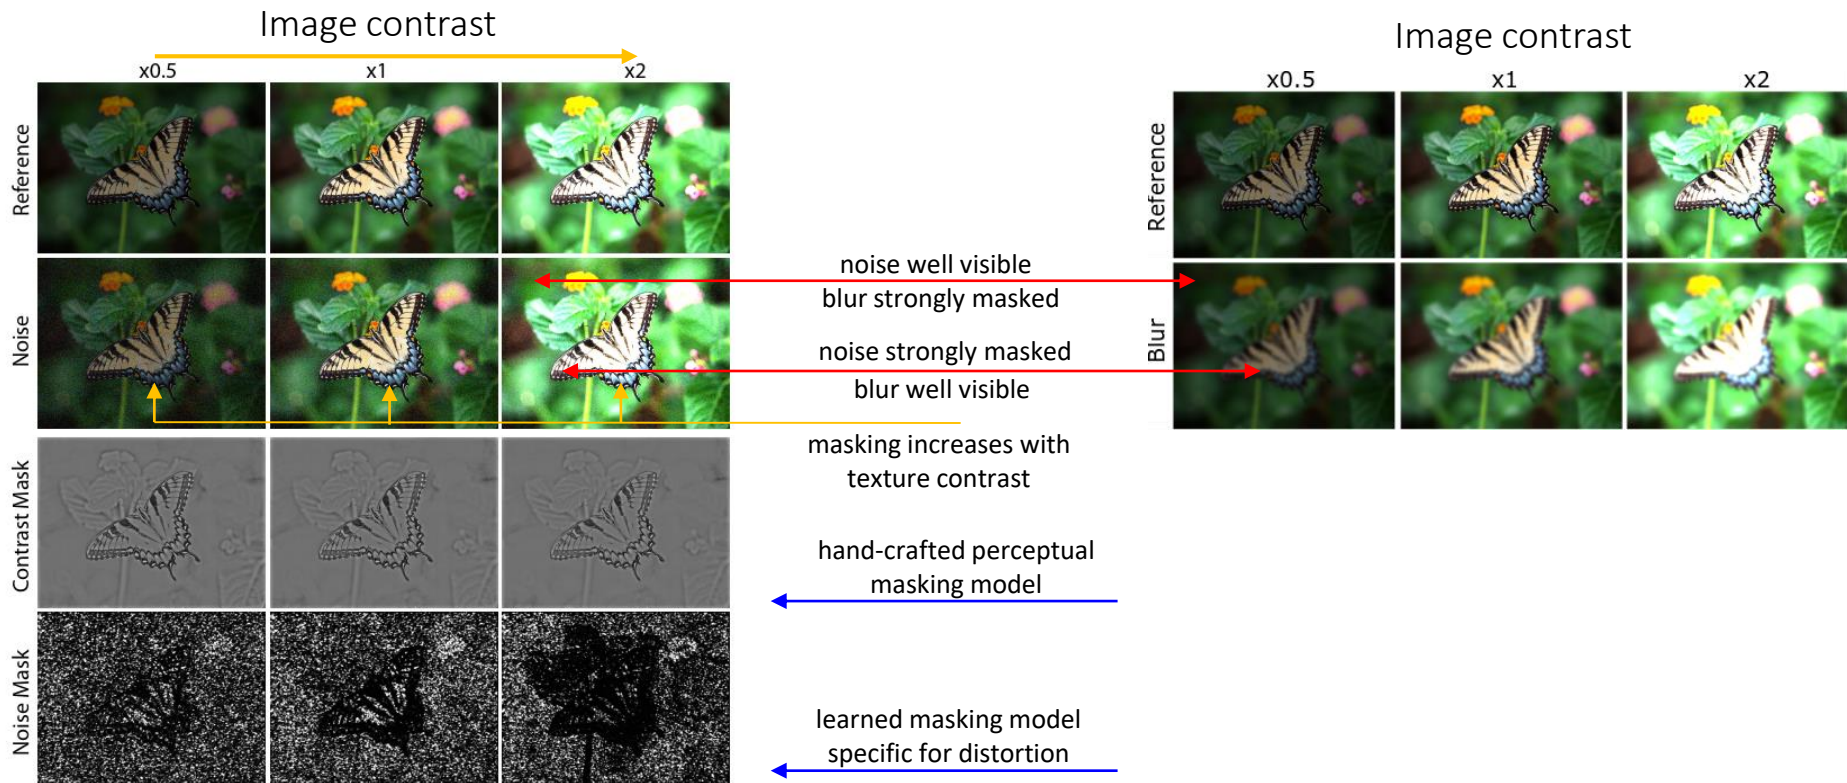 Image contrast
x0.5 x1 x2
Reference
Noise
Contrast Mask
Noise Mask
noise well visible
blur strongly masked
noise strongly masked
blur well visible
masking increases with
texture contrast
hand-crafted perceptual
masking model
learned masking model
specific for distortion
Image contrast
x0.5 x1 x2
Reference
Blur